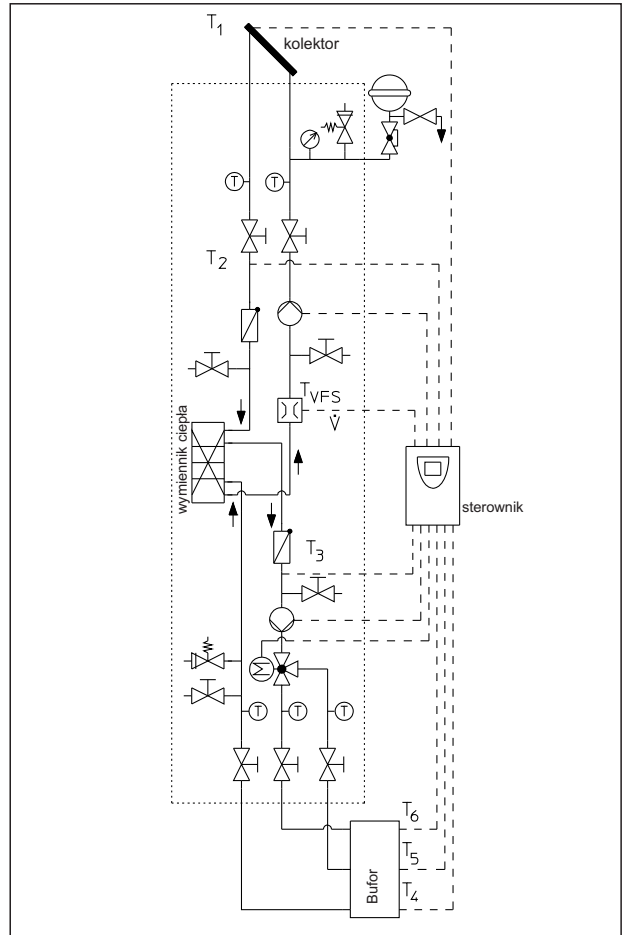 T1
kolektor
T
T
T2
TVFS
V̇
wymiennik ciepła
sterownik
T3
M
T
T
T
T6
T5
T4
Bufor